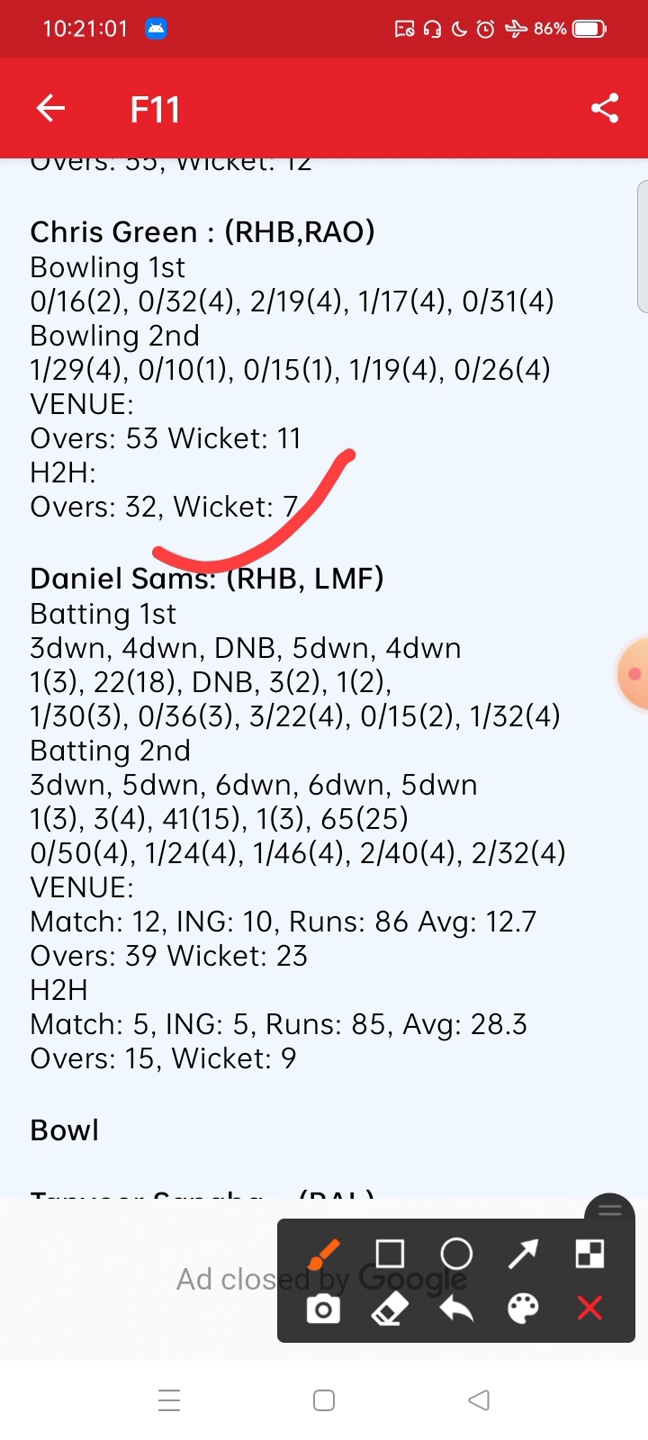 10:21:01
86%
F11
Overs: 55, Wicket: 12
Chris Green : (RHB,RAO)
Bowling 1st
0/16(2), 0/32(4), 2/19(4), 1/17(4), 0/31(4)
Bowling 2nd
1/29(4), 0/10(1), 0/15(1), 1/19(4), 0/26(4)
VENUE:
Overs: 53 Wicket: 11
H2H:
Overs: 32, Wicket: 7
Daniel Sams: (RHB, LMF)
Batting 1st
3dwn, 4dwn, DNB, 5dwn, 4dwn
1(3), 22(18), DNB, 3(2), 1(2),
1/30(3), 0/36(3), 3/22(4), 0/15(2), 1/32(4)
Batting 2nd
3dwn, 5dwn, 6dwn, 6dwn, 5dwn
1(3), 3(4), 41(15), 1(3), 65(25)
0/50(4), 1/24(4), 1/46(4), 2/40(4), 2/32(4)
VENUE:
Match: 12, ING: 10, Runs: 86 Avg: 12.7
Overs: 39 Wicket: 23
H2H
Match: 5, ING: 5, Runs: 85, Avg: 28.3
Overs: 15, Wicket: 9
Bowl
Ad closed by Google